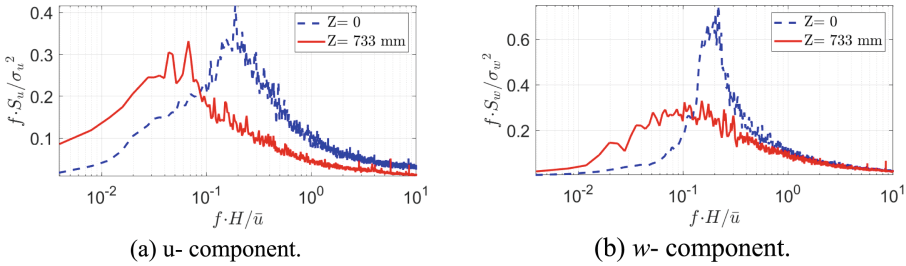 0.4
0.3
0.2
0.1
f·S_u/σ_u^2
Z= 0
Z= 733 mm
10^-2 10^-1 10^0 10^1
f·H/ū
(a) u- component.
0.6
0.4
0.2
f·S_w/σ_w^2
Z= 0
Z= 733 mm
10^-2 10^-1 10^0 10^1
f·H/ū
(b) w- component.